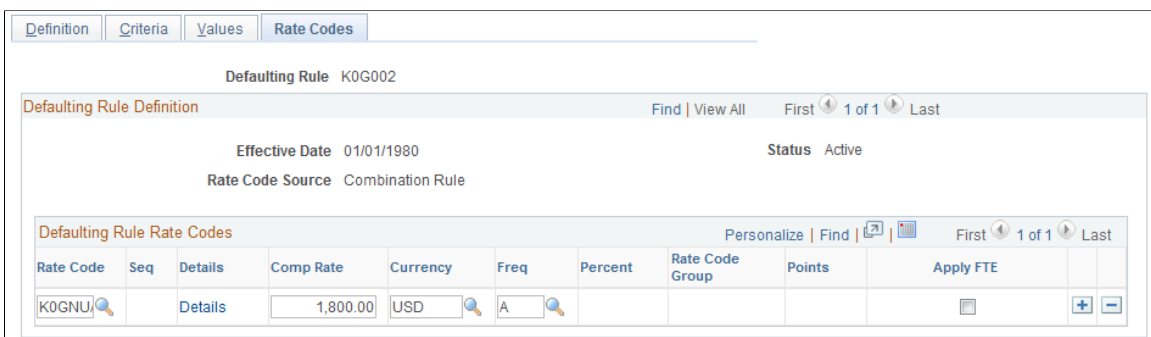 Definition Criteria Values Rate Codes
Defaulting Rule K0G002
Defaulting Rule Definition Find | View All First 1 of 1 Last
Effective Date 01/01/1980 Status Active
Rate Code Source Combination Rule
Defaulting Rule Rate Codes Personalize | Find | | First 1 of 1 Last
Rate Code Seq Details Comp Rate Currency Freq Percent Rate Code Group Points Apply FTE
Details 1,800.00 USD A